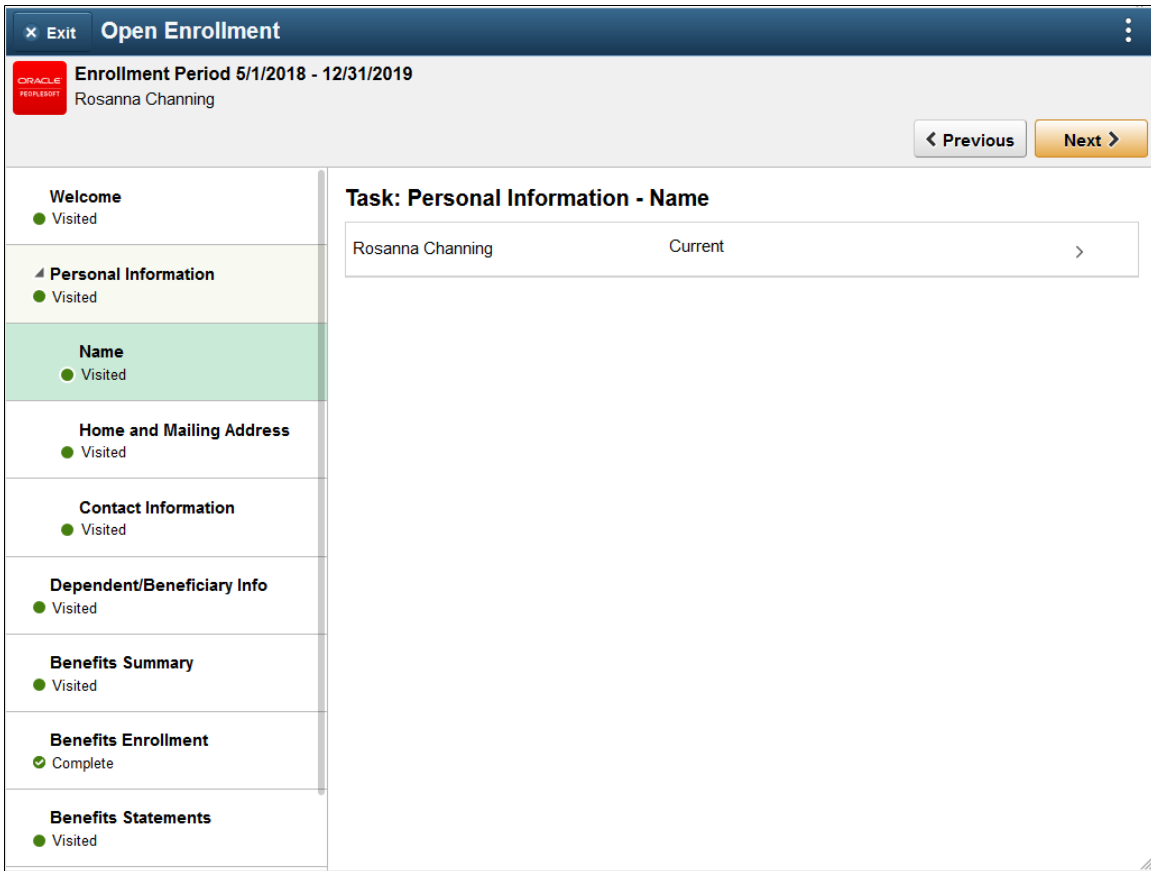 Exit Open Enrollment
ORACLE
PEOPLESOFT
Enrollment Period 5/1/2018 - 12/31/2019
Rosanna Channing
Previous
Next
Welcome
Visited
Personal Information
Visited
Name
Visited
Home and Mailing Address
Visited
Contact Information
Visited
Dependent/Beneficiary Info
Visited
Benefits Summary
Visited
Benefits Enrollment
Complete
Benefits Statements
Visited
Task: Personal Information - Name
Rosanna Channing Current